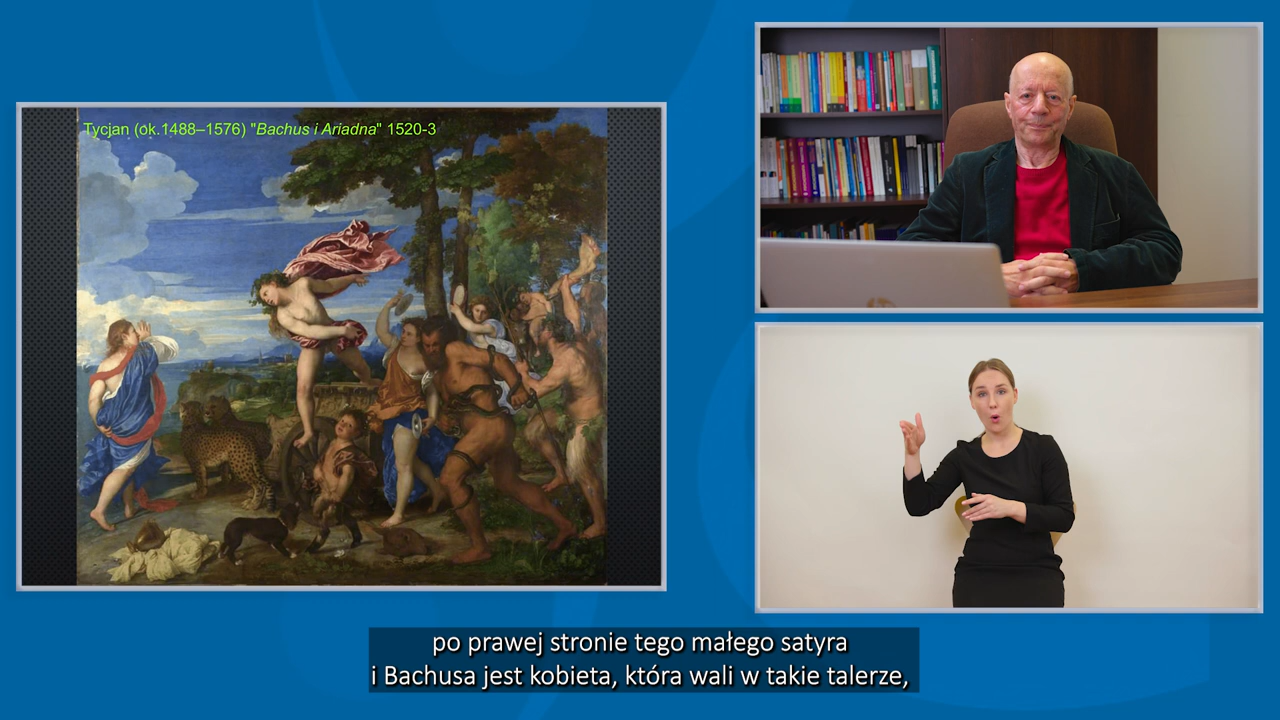 Tycjan (ok.1488–1576) "Bachus i Ariadna" 1520-3
po prawej stronie tego małego satyra
i Bachusa jest kobieta, która wali w takie talerze,